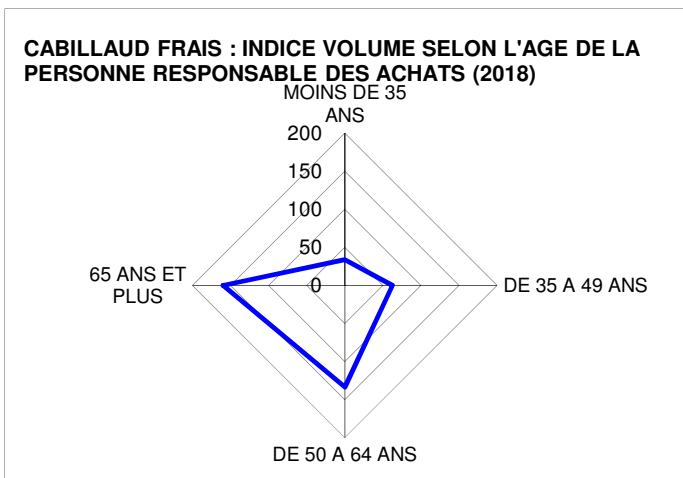 CABILLAUD FRAIS : INDICE VOLUME SELON L'AGE DE LA
PERSONNE RESPONSABLE DES ACHATS (2018)
MOINS DE 35
ANS
200
150
100
50
0
65 ANS ET
PLUS
DE 35 A 49 ANS
DE 50 A 64 ANS